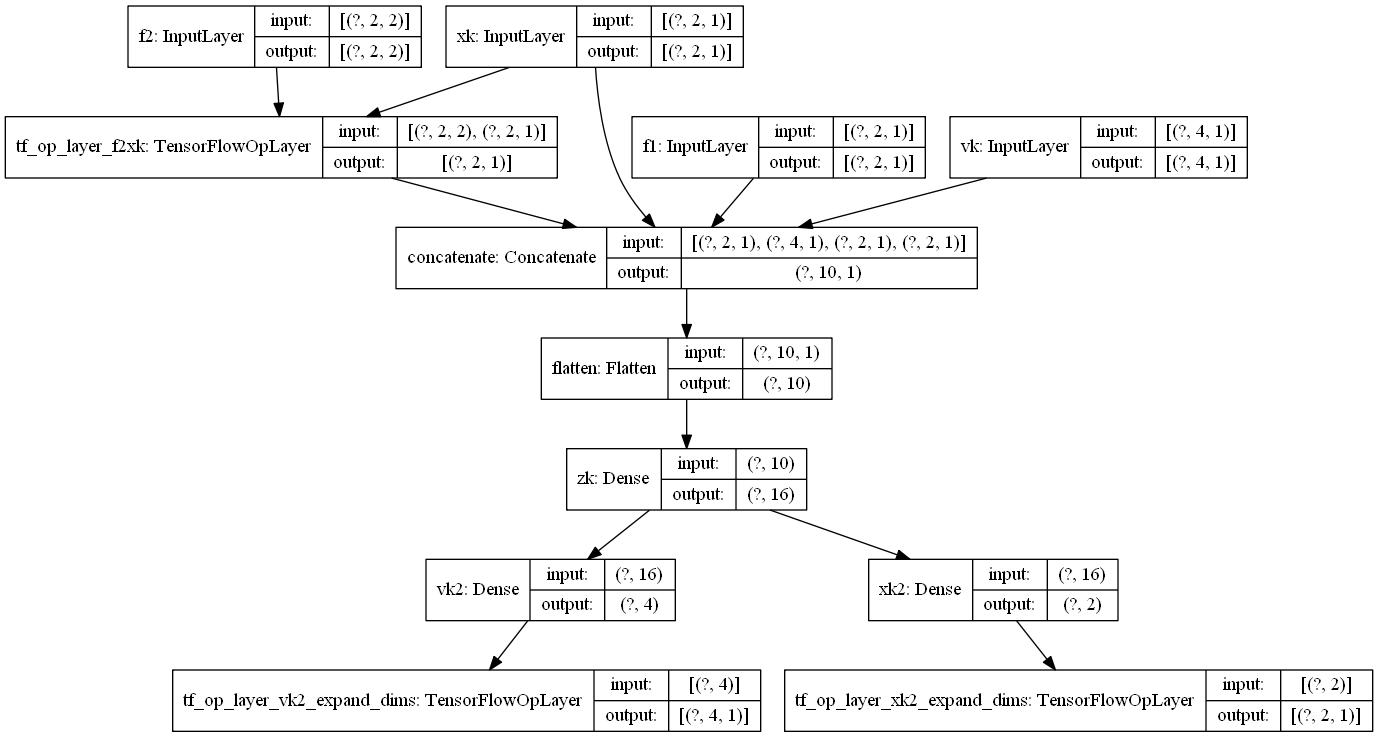 f2: InputLayer
input:
[(?, 2, 2)]
output:
[(?, 2, 2)]
xk: InputLayer
input:
[(?, 2, 1)]
output:
[(?, 2, 1)]
tf_op_layer_f2xk: TensorFlowOpLayer
input:
[(?, 2, 2), (?, 2, 1)]
output:
[(?, 2, 1)]
f1: InputLayer
input:
[(?, 2, 1)]
output:
[(?, 2, 1)]
vk: InputLayer
input:
[(?, 4, 1)]
output:
[(?, 4, 1)]
concatenate: Concatenate
input:
[(?, 2, 1), (?, 4, 1), (?, 2, 1), (?, 2, 1)]
output:
(?, 10, 1)
flatten: Flatten
input:
(?, 10, 1)
output:
(?, 10)
zk: Dense
input:
(?, 10)
output:
(?, 16)
vk2: Dense
input:
(?, 16)
output:
(?, 4)
xk2: Dense
input:
(?, 16)
output:
(?, 2)
tf_op_layer_vk2_expand_dims: TensorFlowOpLayer
input:
[(?, 4)]
output:
[(?, 4, 1)]
tf_op_layer_xk2_expand_dims: TensorFlowOpLayer
input:
[(?, 2)]
output:
[(?, 2, 1)]